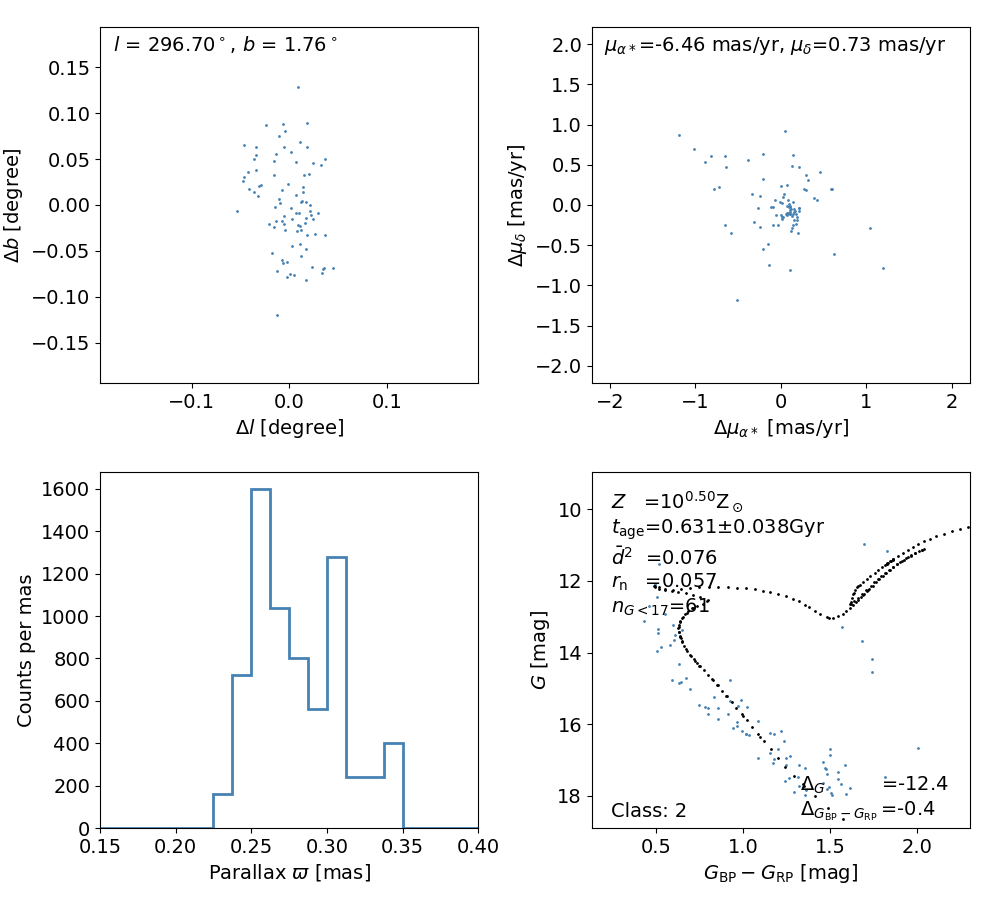 l = 296.70°, b = 1.76°
0.15
0.10
0.05
0.00
−0.05
−0.10
−0.15
Δb [degree]
−0.1 0.0 0.1
Δl [degree]
μα∗=-6.46 mas/yr, μδ=0.73 mas/yr
2.0
1.5
1.0
0.5
0.0
−0.5
−1.0
−1.5
−2.0
Δμδ [mas/yr]
−2 −1 0 1 2
Δμα∗ [mas/yr]
1600
1400
1200
1000
800
600
400
200
0
Counts per mas
0.15 0.20 0.25 0.30 0.35 0.40
Parallax ϖ [mas]
Z =10^0.50 Z⊙
t_age=0.631±0.038Gyr
d̄² =0.076
r_n =0.057
n_G<17=61
10
12
14
16
18
G [mag]
Δ_G =-12.4
Δ_G_BP−G_RP =-0.4
Class: 2
0.5 1.0 1.5 2.0
G_BP − G_RP [mag]